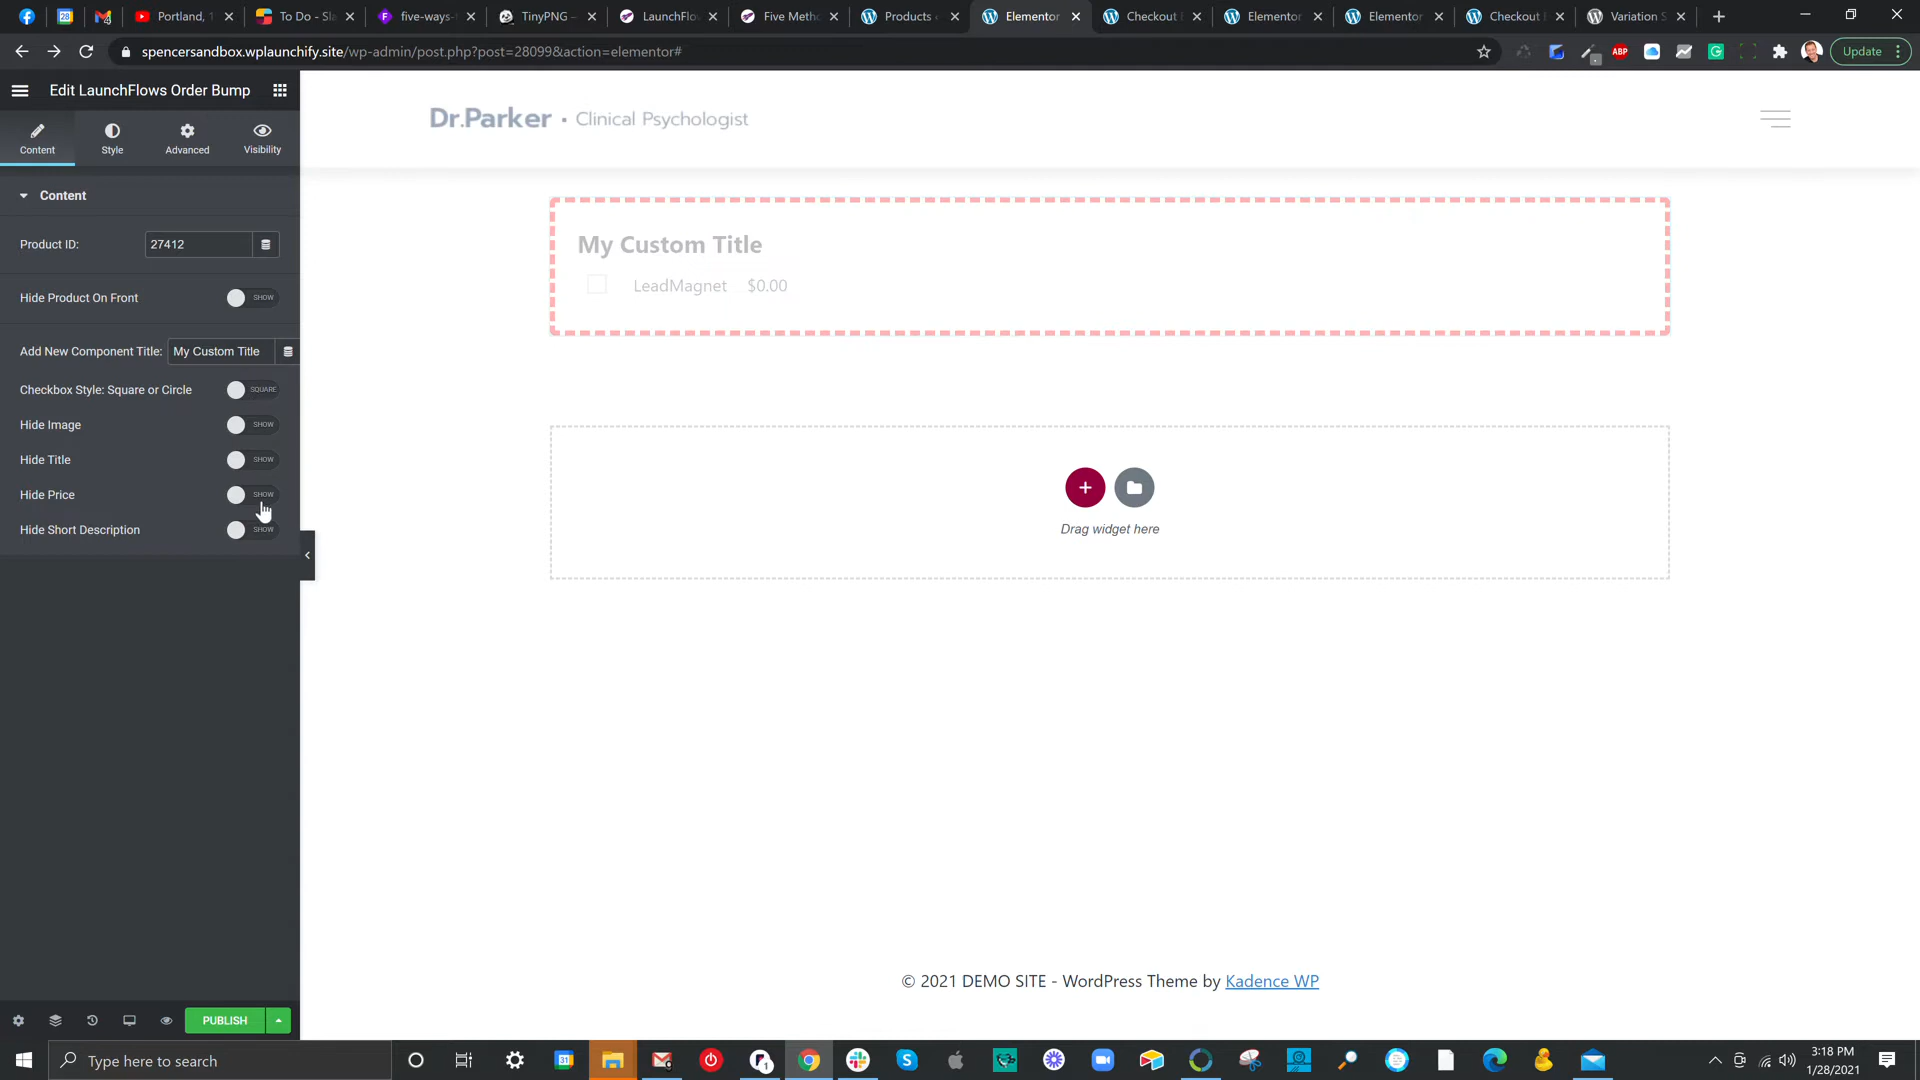 Portland, 1
To Do - Sla
five-ways-
TinyPNG –
LaunchFlo
Five Metho
Products
Elementor
Checkout
Elementor
Elementor
Checkout
Variation S
spencersandbox.wplaunchify.site/wp-admin/post.php?post=28099&action=elementor#
ABP
Update
Edit LaunchFlows Order Bump
Content
Style
Advanced
Visibility
Content
Product ID:
27412
Hide Product On Front
SHOW
Add New Component Title:
My Custom Title
Checkbox Style: Square or Circle
SQUARE
Hide Image
SHOW
Hide Title
SHOW
Hide Price
SHOW
Hide Short Description
SHOW
PUBLISH
Dr.Parker • Clinical Psychologist
My Custom Title
LeadMagnet $0.00
Drag widget here
© 2021 DEMO SITE - WordPress Theme by Kadence WP
Type here to search
3:18 PM
1/28/2021